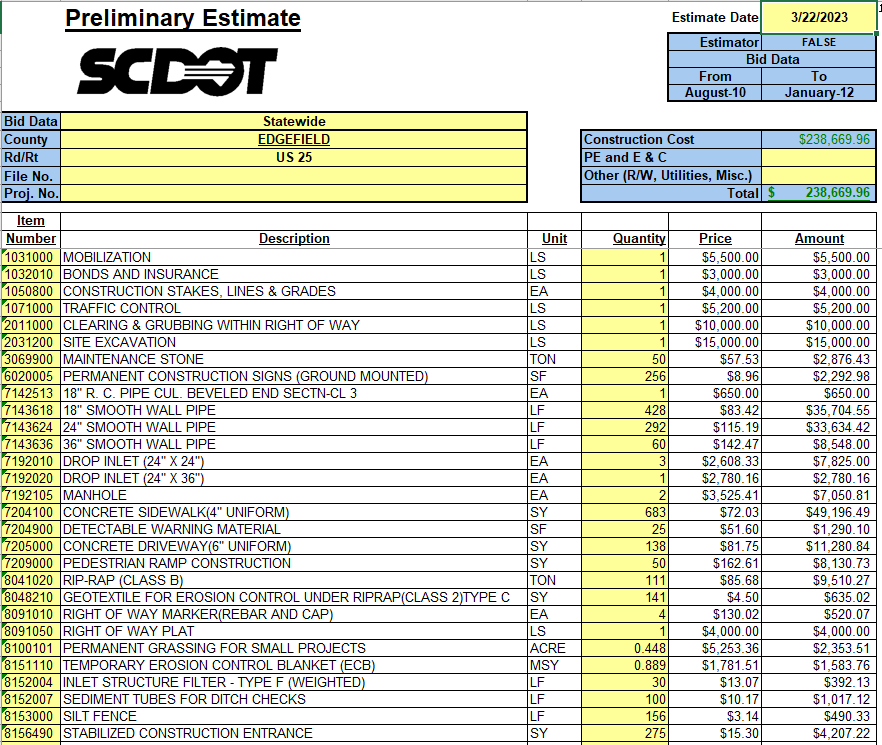 Preliminary Estimate
SCDOT
Estimate Date 3/22/2023
Estimator FALSE
Bid Data
From To
August-10 January-12
Bid Data Statewide
County EDGEFIELD
Rd/Rt US 25
File No.
Proj. No.
Construction Cost $238,669.96
PE and E & C
Other (R/W, Utilities, Misc.)
Total $ 238,669.96
Item
Number Description Unit Quantity Price Amount
1031000 MOBILIZATION LS 1 $5,500.00 $5,500.00
1032010 BONDS AND INSURANCE LS 1 $3,000.00 $3,000.00
1050800 CONSTRUCTION STAKES, LINES & GRADES EA 1 $4,000.00 $4,000.00
1071000 TRAFFIC CONTROL LS 1 $5,200.00 $5,200.00
2011000 CLEARING & GRUBBING WITHIN RIGHT OF WAY LS 1 $10,000.00 $10,000.00
2031200 SITE EXCAVATION LS 1 $15,000.00 $15,000.00
3069900 MAINTENANCE STONE TON 50 $57.53 $2,876.43
6020005 PERMANENT CONSTRUCTION SIGNS (GROUND MOUNTED) SF 256 $8.96 $2,292.98
7142513 18" R. C. PIPE CUL. BEVELED END SECTN-CL 3 EA 1 $650.00 $650.00
7143618 18" SMOOTH WALL PIPE LF 428 $83.42 $35,704.55
7143624 24" SMOOTH WALL PIPE LF 292 $115.19 $33,634.42
7143636 36" SMOOTH WALL PIPE LF 60 $142.47 $8,548.00
7192010 DROP INLET (24" X 24") EA 3 $2,608.33 $7,825.00
7192020 DROP INLET (24" X 36") EA 1 $2,780.16 $2,780.16
7192105 MANHOLE EA 2 $3,525.41 $7,050.81
7204100 CONCRETE SIDEWALK(4" UNIFORM) SY 683 $72.03 $49,196.49
7204900 DETECTABLE WARNING MATERIAL SF 25 $51.60 $1,290.10
7205000 CONCRETE DRIVEWAY(6" UNIFORM) SY 138 $81.75 $11,280.84
7209000 PEDESTRIAN RAMP CONSTRUCTION SY 50 $162.61 $8,130.73
8041020 RIP-RAP (CLASS B) TON 111 $85.68 $9,510.27
8048210 GEOTEXTILE FOR EROSION CONTROL UNDER RIPRAP(CLASS 2)TYPE C SY 141 $4.50 $635.02
8091010 RIGHT OF WAY MARKER(REBAR AND CAP) EA 4 $130.02 $520.07
8091050 RIGHT OF WAY PLAT LS 1 $4,000.00 $4,000.00
8100101 PERMANENT GRASSING FOR SMALL PROJECTS ACRE 0.448 $5,253.36 $2,353.51
8151110 TEMPORARY EROSION CONTROL BLANKET (ECB) MSY 0.889 $1,781.51 $1,583.76
8152004 INLET STRUCTURE FILTER - TYPE F (WEIGHTED) LF 30 $13.07 $392.13
8152007 SEDIMENT TUBES FOR DITCH CHECKS LF 100 $10.17 $1,017.12
8153000 SILT FENCE LF 156 $3.14 $490.33
8156490 STABILIZED CONSTRUCTION ENTRANCE SY 275 $15.30 $4,207.22